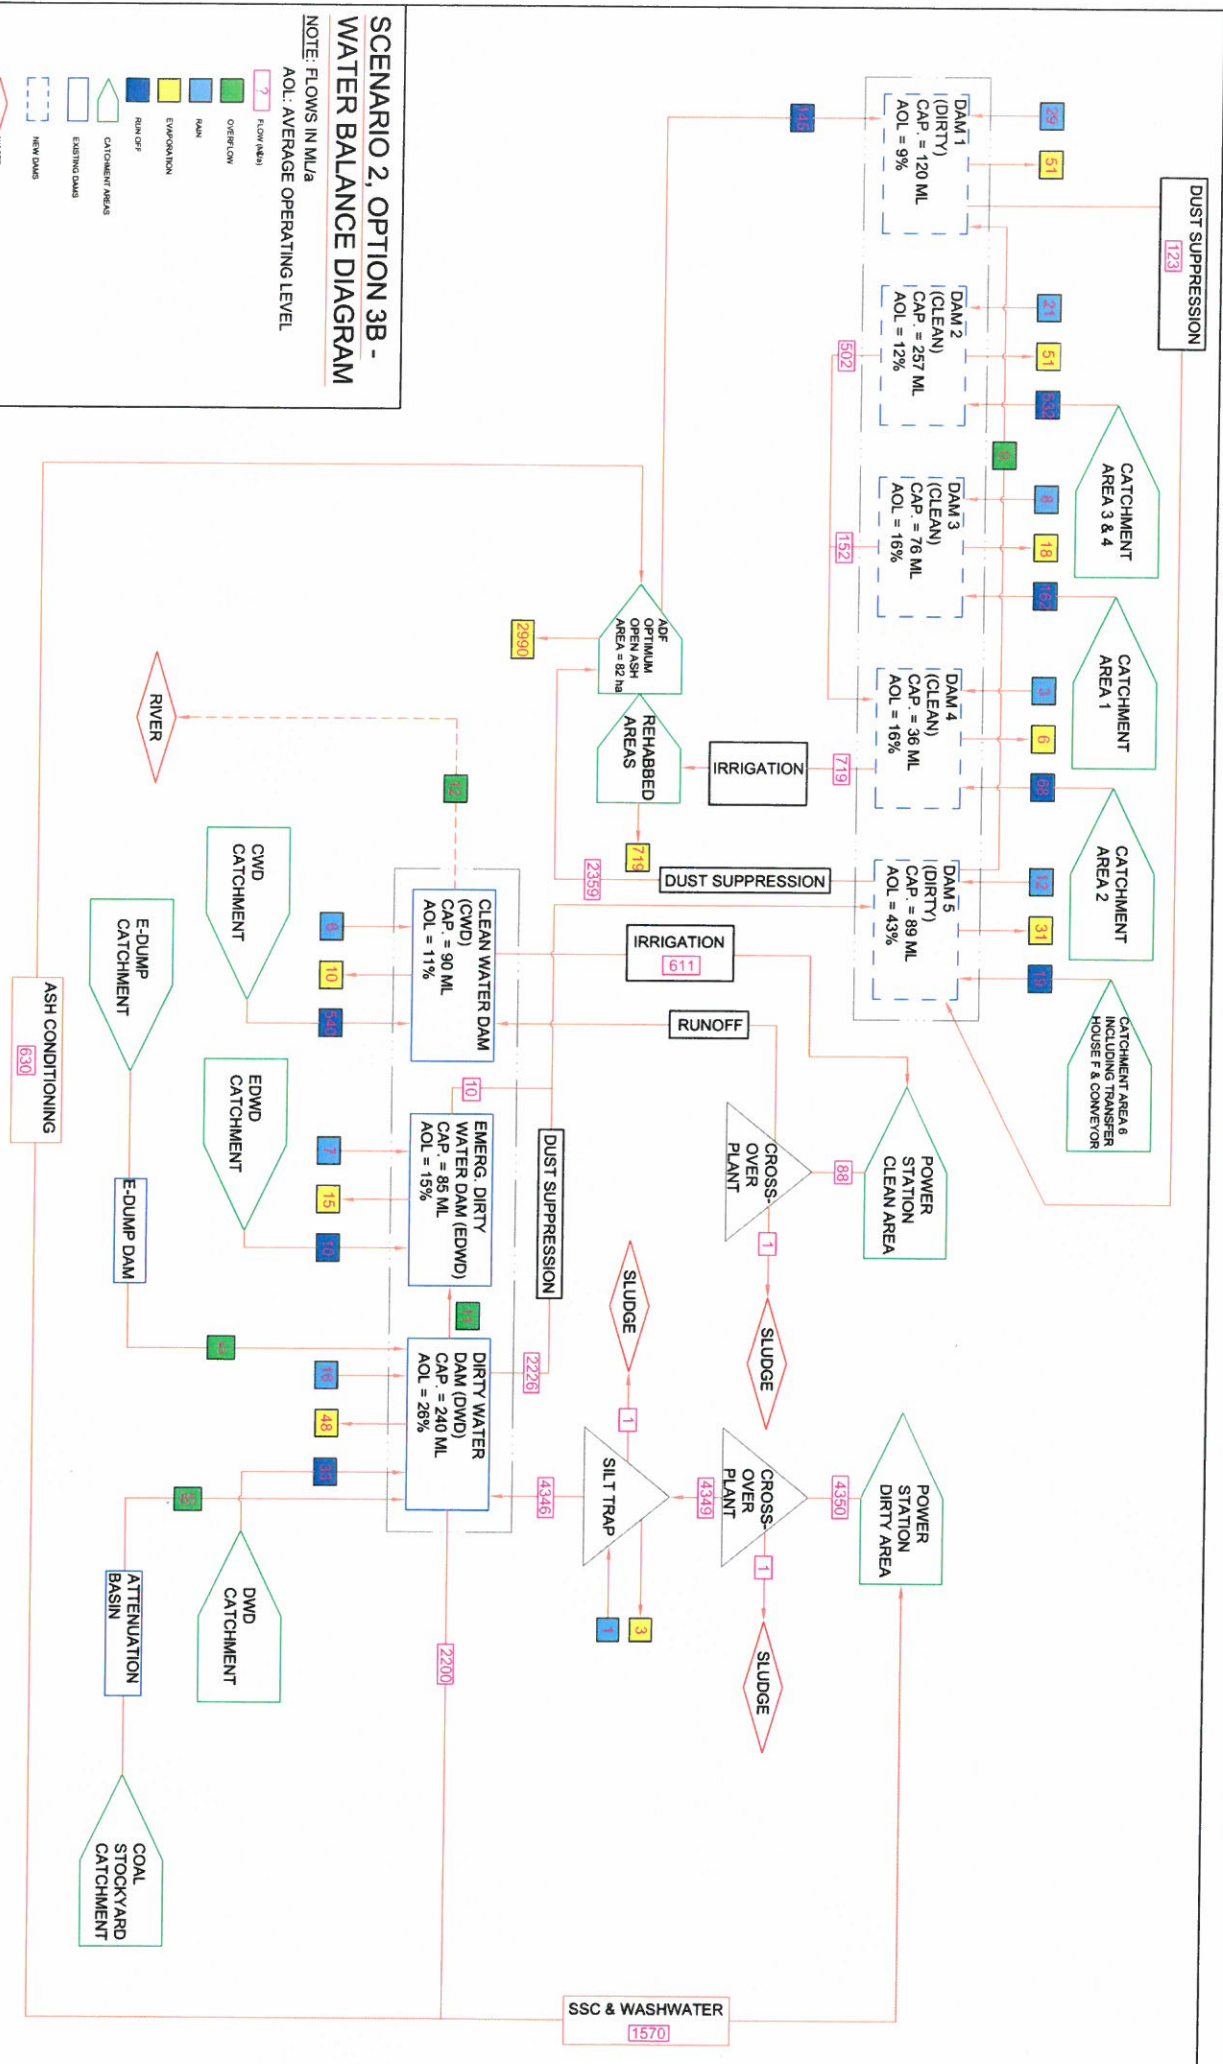 DUST SUPPRESSION
123
29
51
21
51
532
8
18
162
3
6
68
12
31
19
CATCHMENT
AREA 3 & 4
CATCHMENT
AREA 1
CATCHMENT
AREA 2
CATCHMENT AREA 6
INCLUDING TRANSFER
HOUSE F & CONVEYOR
0
DAM 1
(DIRTY)
CAP. = 120 ML
AOL = 9%
DAM 2
(CLEAN)
CAP. = 257 ML
AOL = 12%
DAM 3
(CLEAN)
CAP. = 76 ML
AOL = 16%
DAM 4
(CLEAN)
CAP. = 36 ML
AOL = 16%
DAM 5
(DIRTY)
CAP. = 89 ML
AOL = 43%
145
502
152
719
IRRIGATION
DUST SUPPRESSION
2359
ADF
OPTIMUM
OPEN ASH
AREA = 82 ha
REHABBED
AREAS
2990
719
IRRIGATION
611
RUNOFF
POWER
STATION
CLEAN AREA
88
CROSS-
OVER
PLANT
1
SLUDGE
POWER
STATION
DIRTY AREA
4350
CROSS-
OVER
PLANT
1
SLUDGE
4349
SILT TRAP
1
SLUDGE
3
1
4346
DUST SUPPRESSION
2226
10
CLEAN WATER DAM
(CWD)
CAP. = 90 ML
AOL = 11%
EMERG. DIRTY
WATER DAM (EDWD)
CAP. = 85 ML
AOL = 15%
11
DIRTY WATER
DAM (DWD)
CAP. = 240 ML
AOL = 26%
2200
12
RIVER
10
540
7
15
10
16
48
CWD
CATCHMENT
EDWD
CATCHMENT
DWD
CATCHMENT
E-DUMP
CATCHMENT
E-DUMP DAM
ATTENUATION
BASIN
COAL
STOCKYARD
CATCHMENT
ASH CONDITIONING
630
SSC & WASHWATER
1570
SCENARIO 2, OPTION 3B -
WATER BALANCE DIAGRAM
NOTE: FLOWS IN ML/a
AOL: AVERAGE OPERATING LEVEL
? FLOW (Mℓ/a)
OVERFLOW
RAIN
EVAPORATION
RUN OFF
CATCHMENT AREAS
EXISTING DAMS
NEW DAMS